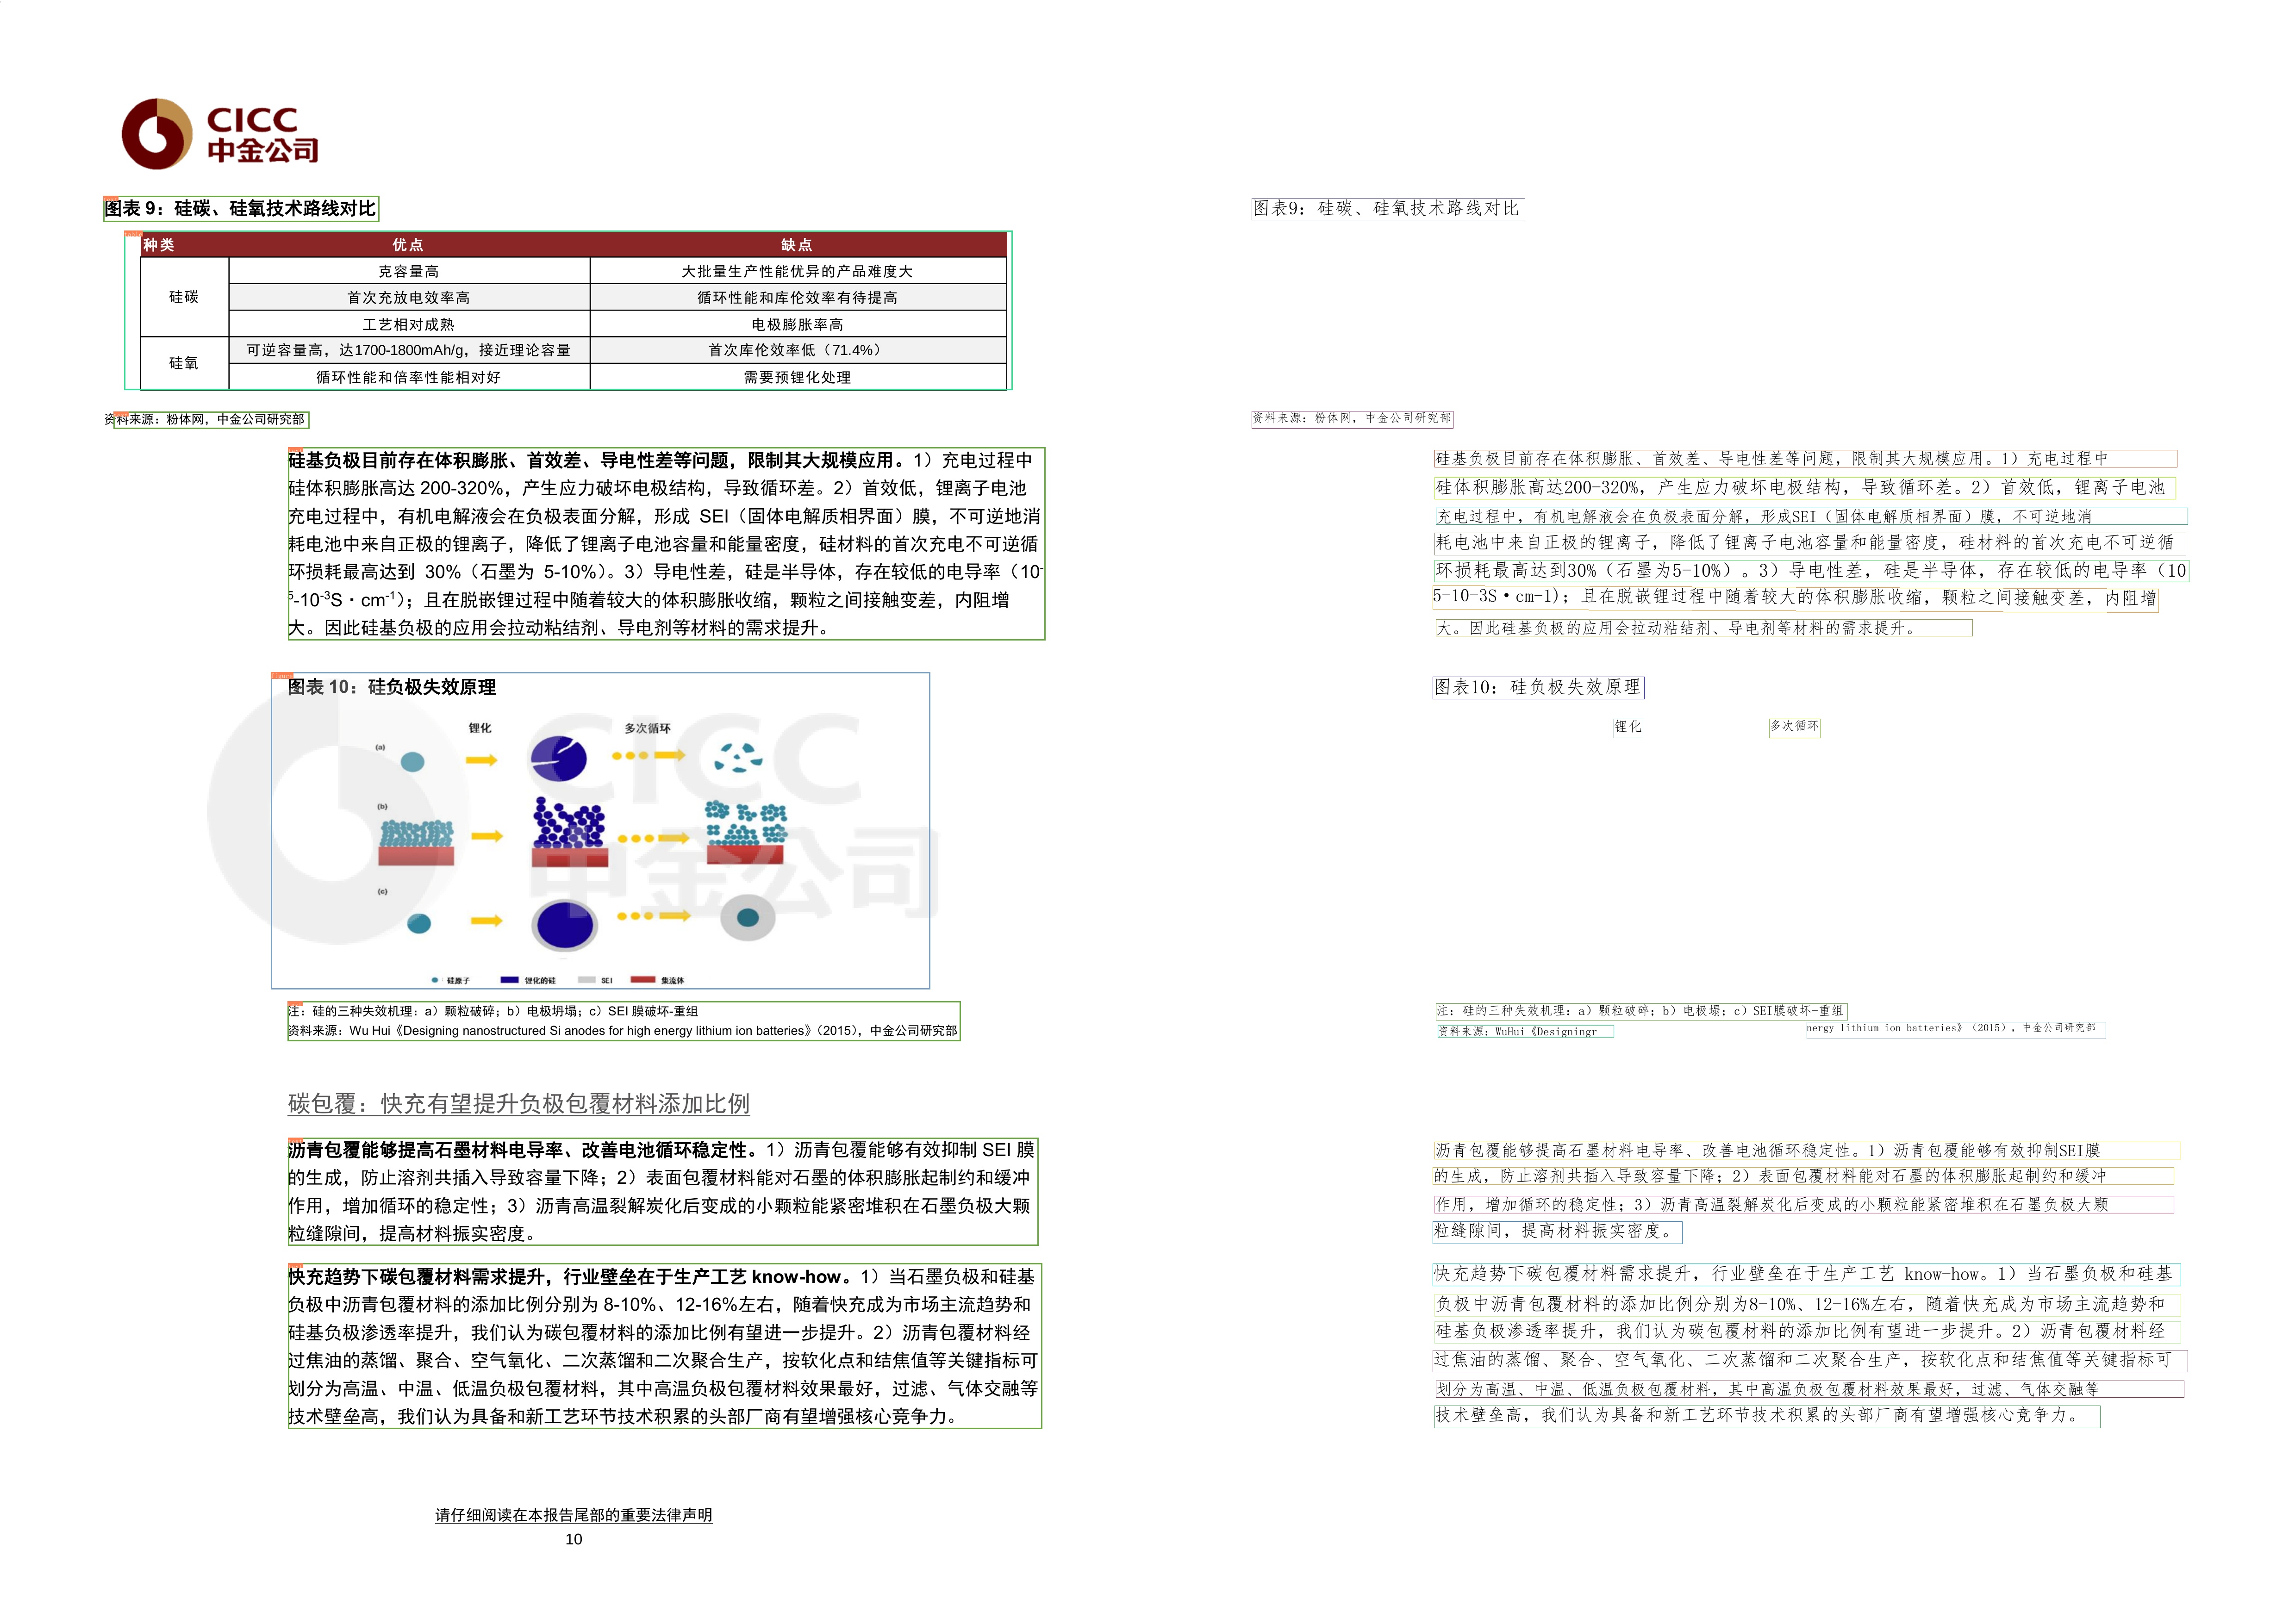 CICC
中金公司
图表 9：硅碳、硅氧技术路线对比
种类 优点 缺点
硅碳 克容量高 大批量生产性能优异的产品难度大
首次充放电效率高 循环性能和库伦效率有待提高
工艺相对成熟 电极膨胀率高
硅氧 可逆容量高，达1700-1800mAh/g，接近理论容量 首次库伦效率低（71.4%）
循环性能和倍率性能相对好 需要预锂化处理
资料来源：粉体网，中金公司研究部
硅基负极目前存在体积膨胀、首效差、导电性差等问题，限制其大规模应用。1）充电过程中
硅体积膨胀高达 200-320%，产生应力破坏电极结构，导致循环差。2）首效低，锂离子电池
充电过程中，有机电解液会在负极表面分解，形成 SEI（固体电解质相界面）膜，不可逆地消
耗电池中来自正极的锂离子，降低了锂离子电池容量和能量密度，硅材料的首次充电不可逆循
环损耗最高达到 30%（石墨为 5-10%）。3）导电性差，硅是半导体，存在较低的电导率（10-
5-10-3S·cm-1）；且在脱嵌锂过程中随着较大的体积膨胀收缩，颗粒之间接触变差，内阻增
大。因此硅基负极的应用会拉动粘结剂、导电剂等材料的需求提升。
图表 10：硅负极失效原理
锂化 多次循环
(a)
(b)
(c)
硅原子 锂化的硅 SEI 集流体
CICC
中金公司
注：硅的三种失效机理：a）颗粒破碎；b）电极坍塌；c）SEI 膜破坏-重组
资料来源：Wu Hui《Designing nanostructured Si anodes for high energy lithium ion batteries》（2015），中金公司研究部
碳包覆：快充有望提升负极包覆材料添加比例
沥青包覆能够提高石墨材料电导率、改善电池循环稳定性。1）沥青包覆能够有效抑制 SEI 膜
的生成，防止溶剂共插入导致容量下降；2）表面包覆材料能对石墨的体积膨胀起制约和缓冲
作用，增加循环的稳定性；3）沥青高温裂解炭化后变成的小颗粒能紧密堆积在石墨负极大颗
粒缝隙间，提高材料振实密度。
快充趋势下碳包覆材料需求提升，行业壁垒在于生产工艺 know-how。1）当石墨负极和硅基
负极中沥青包覆材料的添加比例分别为 8-10%、12-16%左右，随着快充成为市场主流趋势和
硅基负极渗透率提升，我们认为碳包覆材料的添加比例有望进一步提升。2）沥青包覆材料经
过焦油的蒸馏、聚合、空气氧化、二次蒸馏和二次聚合生产，按软化点和结焦值等关键指标可
划分为高温、中温、低温负极包覆材料，其中高温负极包覆材料效果最好，过滤、气体交融等
技术壁垒高，我们认为具备和新工艺环节技术积累的头部厂商有望增强核心竞争力。
请仔细阅读在本报告尾部的重要法律声明
10
图表9：硅碳、硅氧技术路线对比
资料来源：粉体网，中金公司研究部
硅基负极目前存在体积膨胀、首效差、导电性差等问题，限制其大规模应用。1）充电过程中
硅体积膨胀高达200-320%，产生应力破坏电极结构，导致循环差。2）首效低，锂离子电池
充电过程中，有机电解液会在负极表面分解，形成SEI（固体电解质相界面）膜，不可逆地消
耗电池中来自正极的锂离子，降低了锂离子电池容量和能量密度，硅材料的首次充电不可逆循
环损耗最高达到30%（石墨为5-10%）。3）导电性差，硅是半导体，存在较低的电导率（10
5-10-3S·cm-1）；且在脱嵌锂过程中随着较大的体积膨胀收缩，颗粒之间接触变差，内阻增
大。因此硅基负极的应用会拉动粘结剂、导电剂等材料的需求提升。
图表10：硅负极失效原理
锂化 多次循环
注：硅的三种失效机理：a）颗粒破碎；b）电极塌；c）SEI膜破坏-重组
资料来源：WuHui《Designingr nergy lithium ion batteries》（2015），中金公司研究部
沥青包覆能够提高石墨材料电导率、改善电池循环稳定性。1）沥青包覆能够有效抑制SEI膜
的生成，防止溶剂共插入导致容量下降；2）表面包覆材料能对石墨的体积膨胀起制约和缓冲
作用，增加循环的稳定性；3）沥青高温裂解炭化后变成的小颗粒能紧密堆积在石墨负极大颗
粒缝隙间，提高材料振实密度。
快充趋势下碳包覆材料需求提升，行业壁垒在于生产工艺 know-how。1）当石墨负极和硅基
负极中沥青包覆材料的添加比例分别为8-10%、12-16%左右，随着快充成为市场主流趋势和
硅基负极渗透率提升，我们认为碳包覆材料的添加比例有望进一步提升。2）沥青包覆材料经
过焦油的蒸馏、聚合、空气氧化、二次蒸馏和二次聚合生产，按软化点和结焦值等关键指标可
划分为高温、中温、低温负极包覆材料，其中高温负极包覆材料效果最好，过滤、气体交融等
技术壁垒高，我们认为具备和新工艺环节技术积累的头部厂商有望增强核心竞争力。